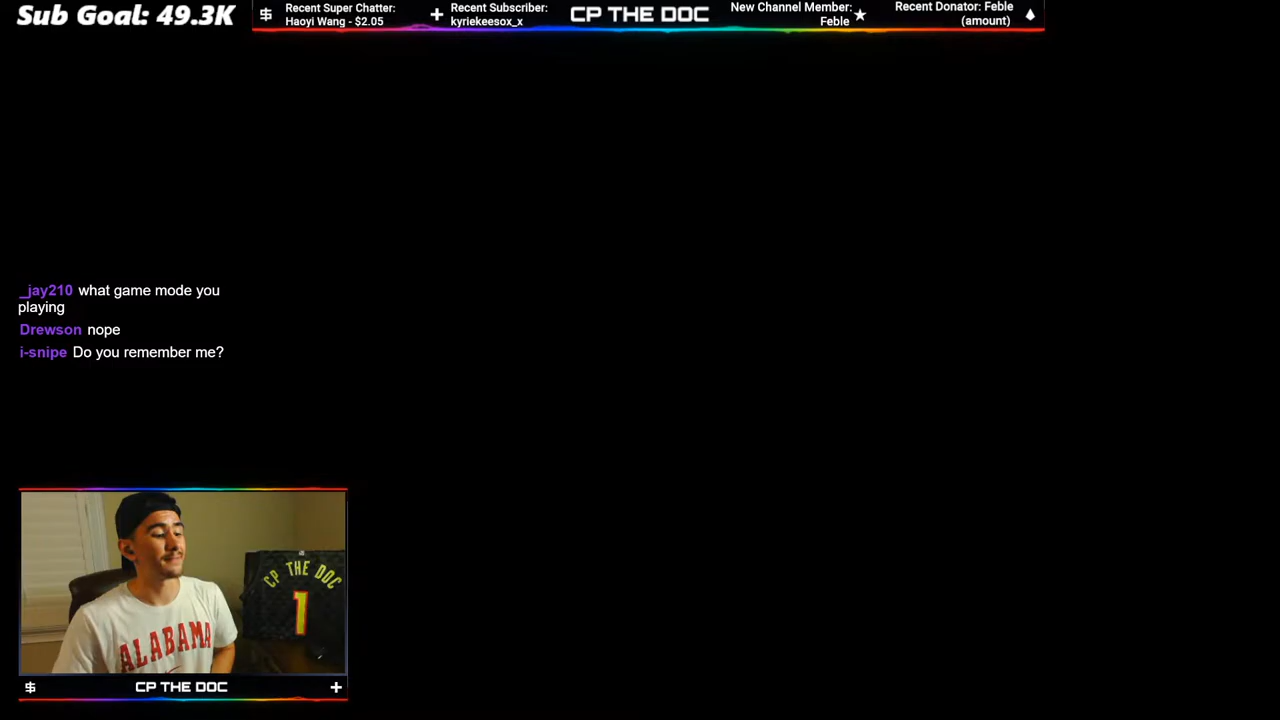 Sub Goal: 49.3K
Recent Super Chatter:
Haoyi Wang - $2.05
Recent Subscriber:
kyriekeesox_x
CP THE DOC
New Channel Member:
Feble
Recent Donator: Feble
(amount)
_jay210 what game mode you
playing
Drewson nope
i-snipe Do you remember me?
CP THE DOC
1
ALABAMA
CP THE DOC